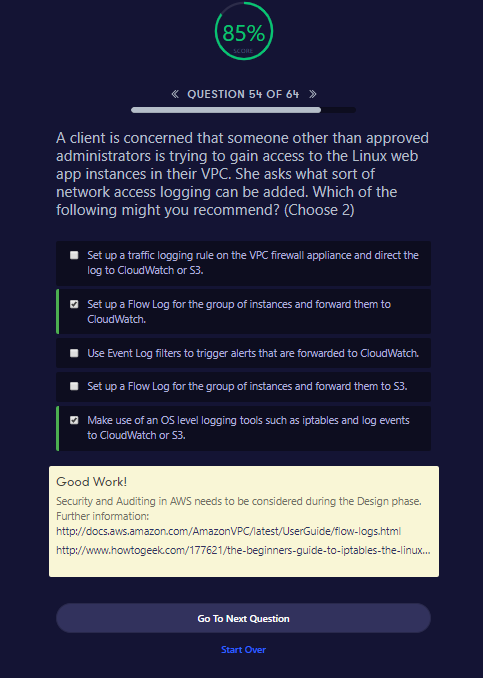 85%
SCORE
« QUESTION 54 OF 64 »
A client is concerned that someone other than approved
administrators is trying to gain access to the Linux web
app instances in their VPC. She asks what sort of
network access logging can be added. Which of the
following might you recommend? (Choose 2)
Set up a traffic logging rule on the VPC firewall appliance and direct the
log to CloudWatch or S3.
Set up a Flow Log for the group of instances and forward them to
CloudWatch.
Use Event Log filters to trigger alerts that are forwarded to CloudWatch.
Set up a Flow Log for the group of instances and forward them to S3.
Make use of an OS level logging tools such as iptables and log events
to CloudWatch or S3.
Good Work!
Security and Auditing in AWS needs to be considered during the Design phase.
Further information:
http://docs.aws.amazon.com/AmazonVPC/latest/UserGuide/flow-logs.html
http://www.howtogeek.com/177621/the-beginners-guide-to-iptables-the-linux...
Go To Next Question
Start Over